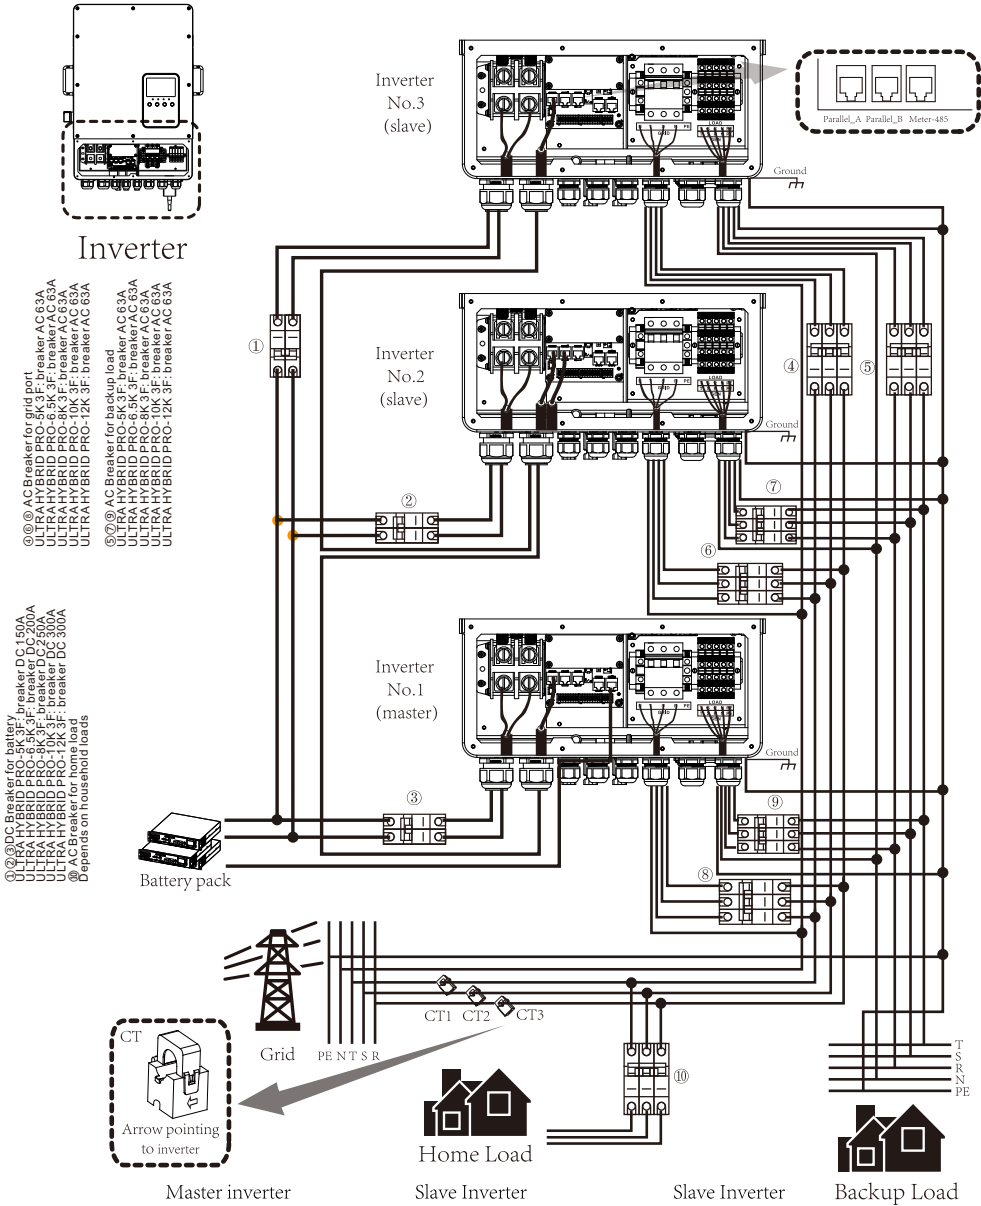 Inverter
No.3
(slave)
Parallel_A Parallel_B Meter-485
Ground
LOAD
GRID
PE
Inverter
④⑥⑧ AC Breaker for grid port
ULTRA HYBRID PRO-5K 3F: breaker AC 63A
ULTRA HYBRID PRO-6.5K 3F: breaker AC 63A
ULTRA HYBRID PRO-8K 3F: breaker AC 63A
ULTRA HYBRID PRO-10K 3F: breaker AC 63A
ULTRA HYBRID PRO-12K 3F: breaker AC 63A
⑤⑦⑨ AC Breaker for backup load
ULTRA HYBRID PRO-5K 3F: breaker AC 63A
ULTRA HYBRID PRO-6.5K 3F: breaker AC 63A
ULTRA HYBRID PRO-8K 3F: breaker AC 63A
ULTRA HYBRID PRO-10K 3F: breaker AC 63A
ULTRA HYBRID PRO-12K 3F: breaker AC 63A
①
④
⑤
Inverter
No.2
(slave)
LOAD
GRID
PE
Ground
②
⑦
⑥
①②③DC Breaker for battery
ULTRA HYBRID PRO-5K 3F: breaker DC 150A
ULTRA HYBRID PRO-6.5K 3F: breaker DC 200A
ULTRA HYBRID PRO-8K 3F: breaker DC 250A
ULTRA HYBRID PRO-10K 3F: breaker DC 300A
ULTRA HYBRID PRO-12K 3F: breaker DC 300A
⑩ AC Breaker for home load
Depends on household loads
Inverter
No.1
(master)
LOAD
GRID
PE
Ground
③
⑨
⑧
Battery pack
CT1 CT2 CT3
Grid
PE N T S R
CT
Arrow pointing
to inverter
⑩
T
S
R
N
PE
Home Load
Backup Load
Master inverter
Slave Inverter
Slave Inverter